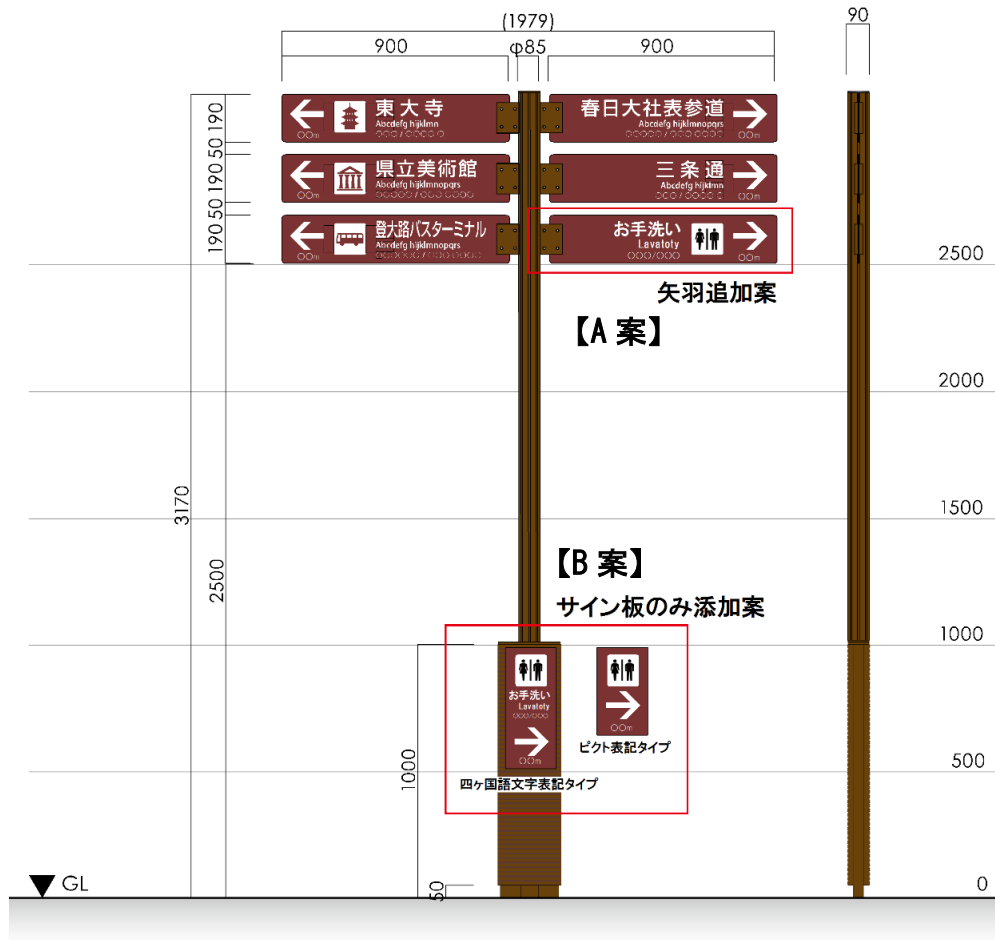 (1979)
900
φ85
900
90
190
50
190
50
190
3170
2500
東大寺
Abcdefg hijklmn
○○○/○○○○ ○
○○m
春日大社表参道
Abcdefg hijklmnopqrs
○○○○○/○○○ ○○○○
○○m
県立美術館
Abcdefg hijklmnopqrs
○○○○○/○○○ ○○○○
○○m
三条通
Abcdefg hijklmn
○○○/○○○○○
○○m
登大路バスターミナル
Abcdefg hijklmnopqrs
○○m
お手洗い
Lavatoty
○○○/○○○
○○m
矢羽追加案
【A 案】
2500
2000
1500
1000
500
0
【B 案】
サイン板のみ添加案
お手洗い
Lavatoty
○○○/○○○
○○m
四ヶ国語文字表記タイプ
○○m
ピクト表記タイプ
1000
50
GL